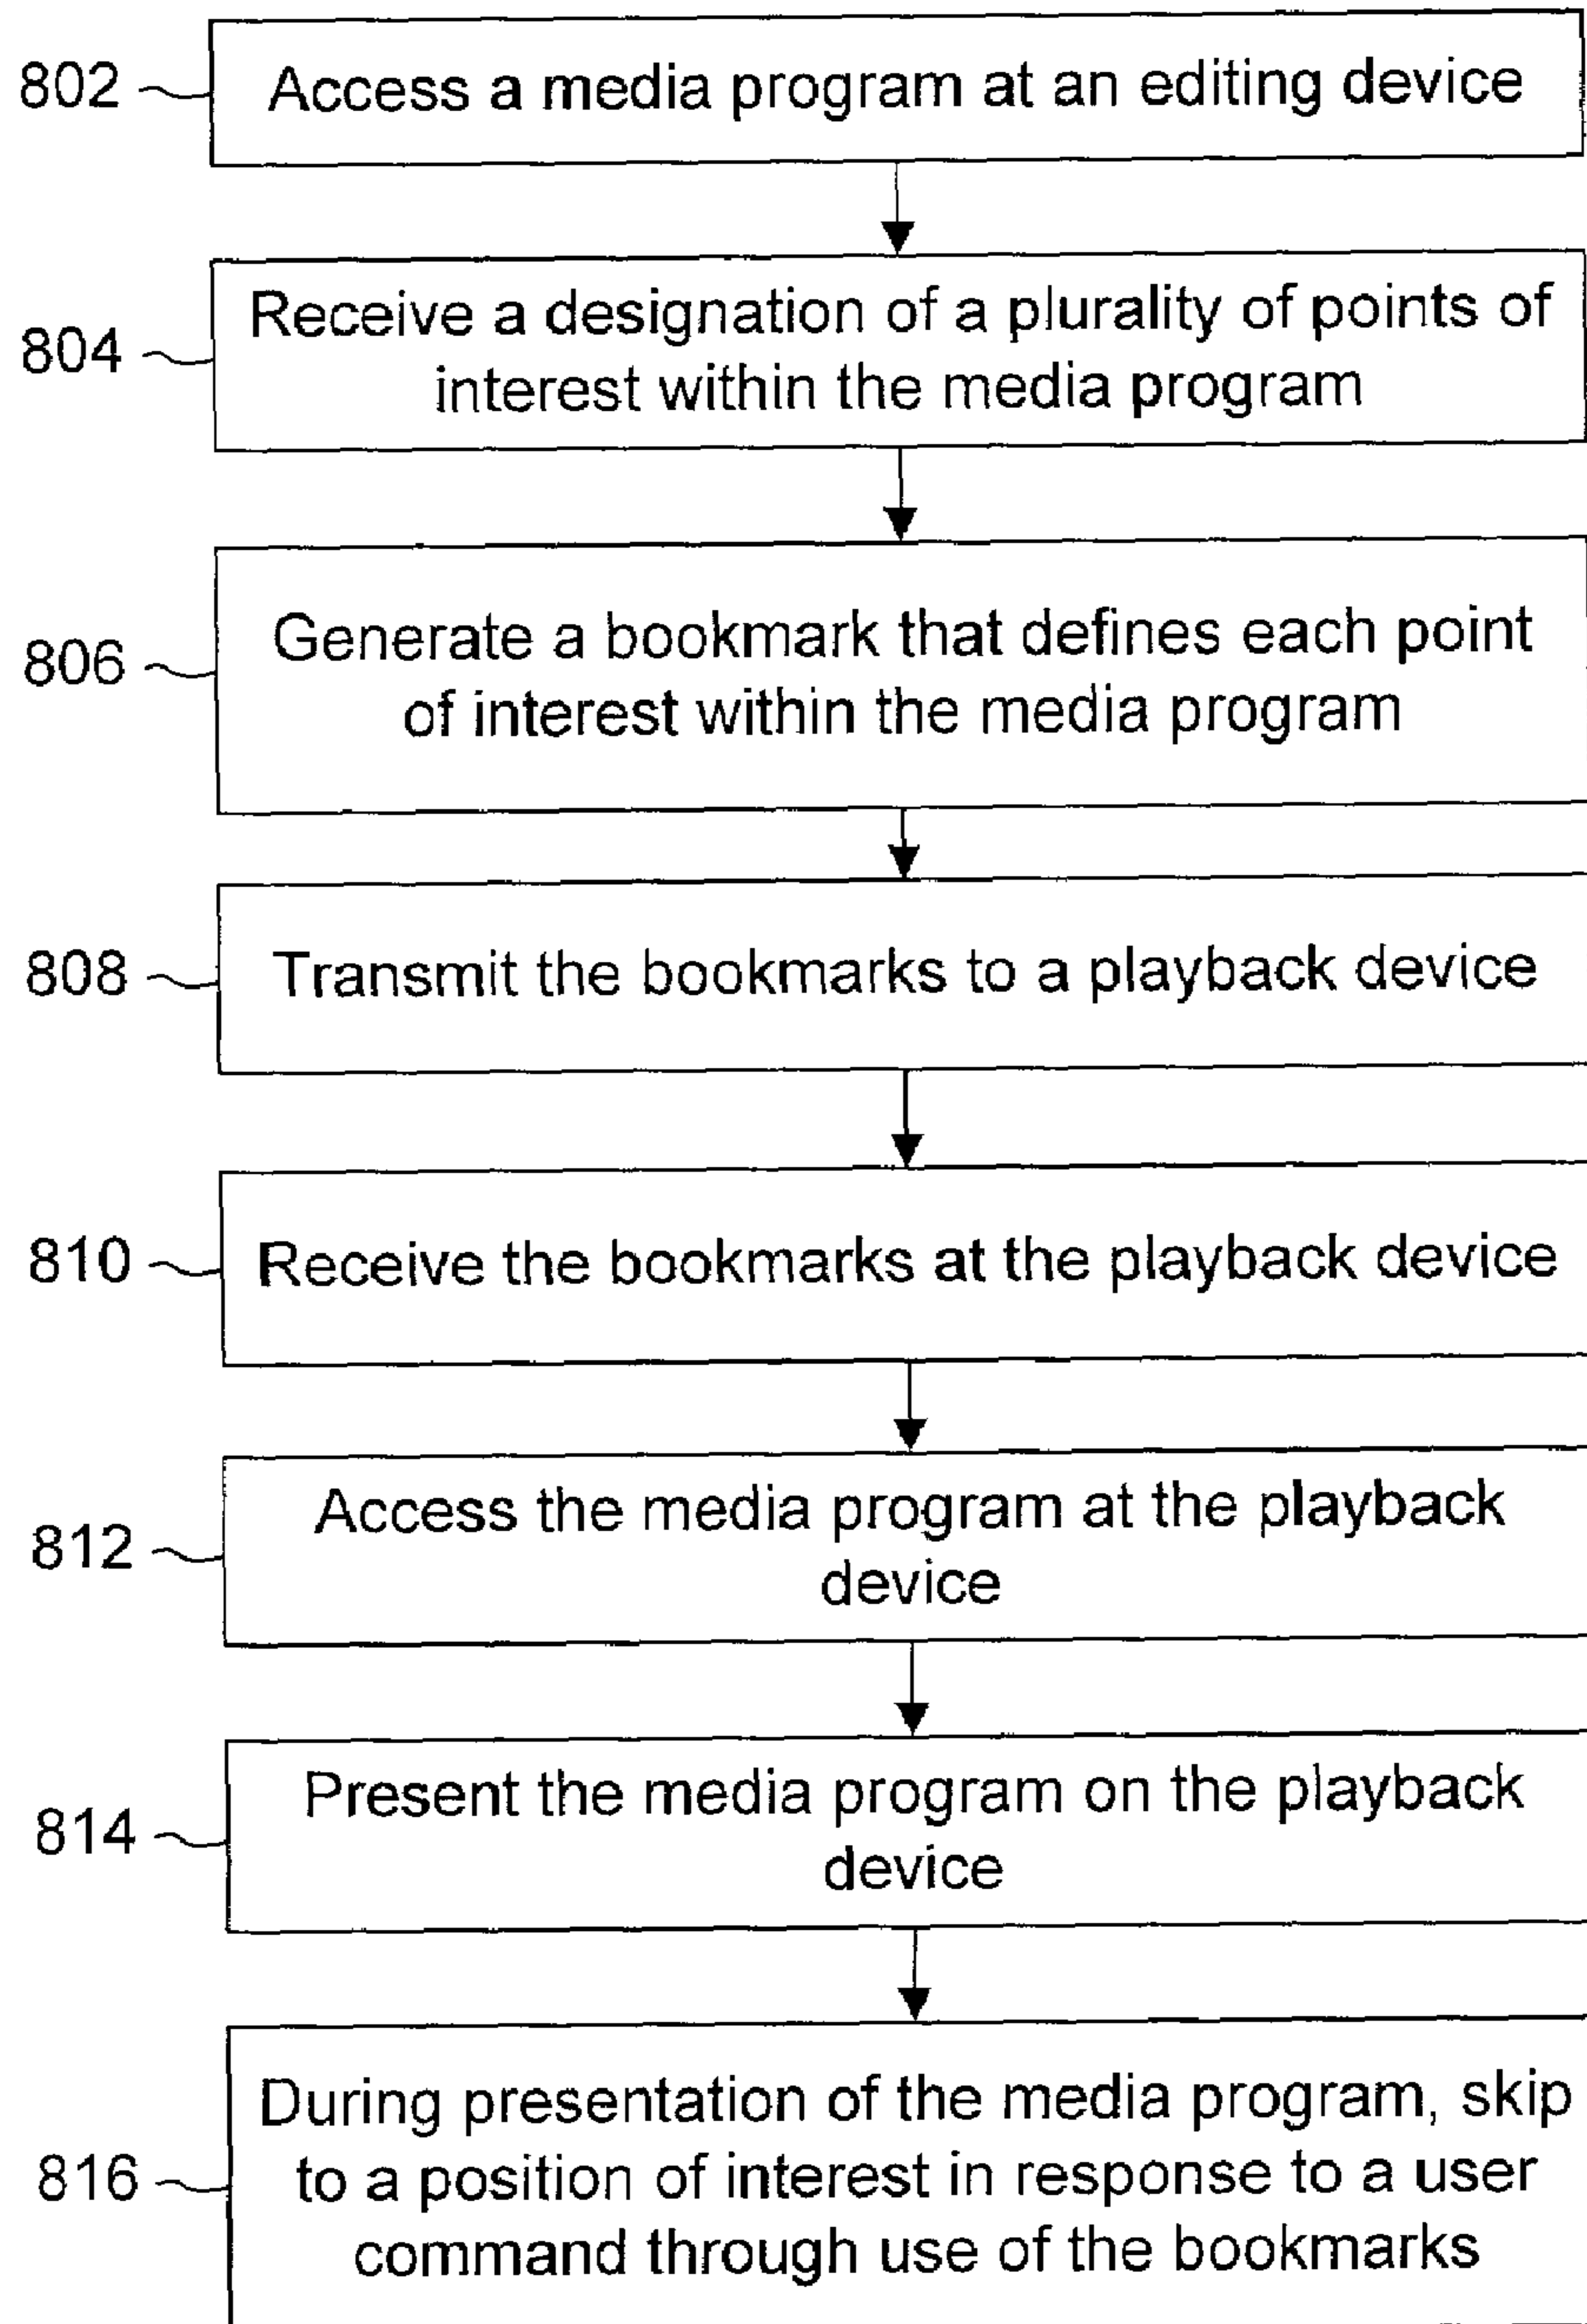 802
Access a media program at an editing device
804
Receive a designation of a plurality of points of
interest within the media program
806
Generate a bookmark that defines each point
of interest within the media program
808
Transmit the bookmarks to a playback device
810
Receive the bookmarks at the playback device
812
Access the media program at the playback
device
814
Present the media program on the playback
device
816
During presentation of the media program, skip
to a position of interest in response to a user
command through use of the bookmarks